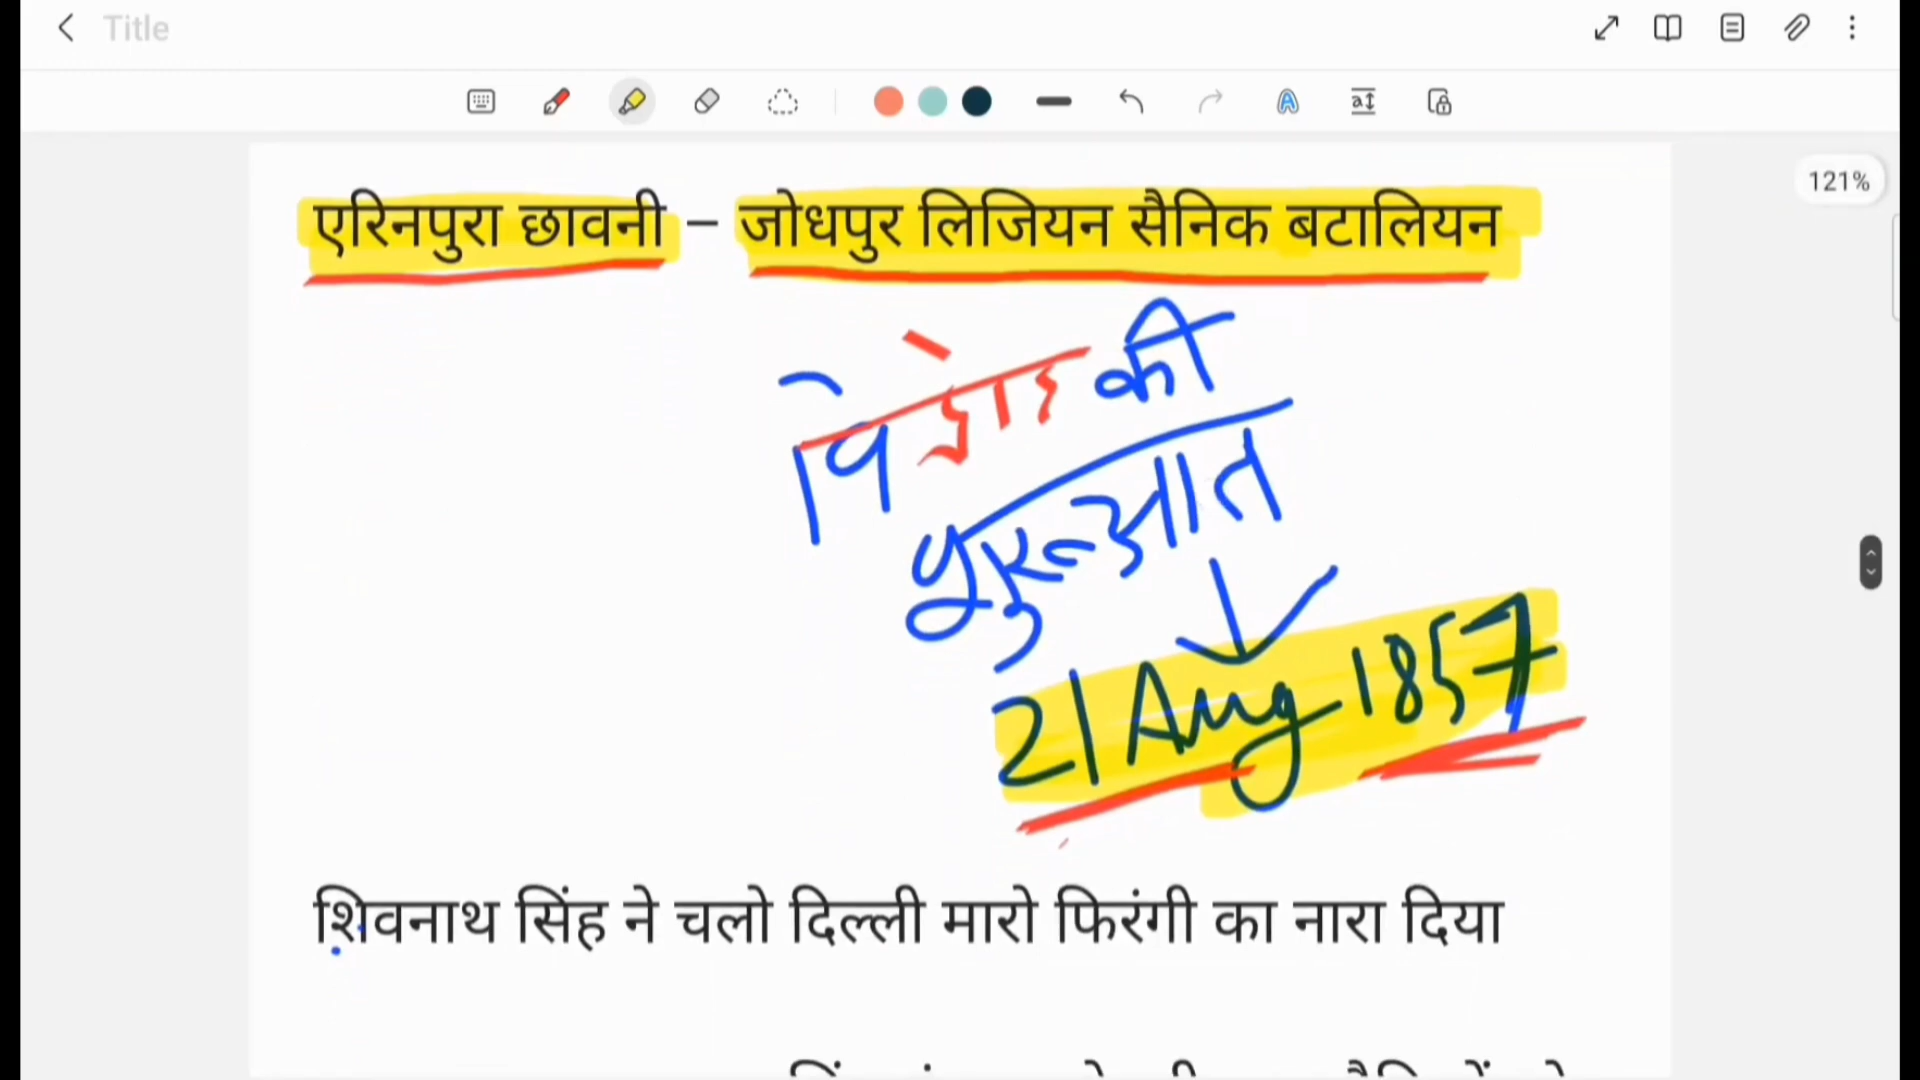 Title
121%
एरिनपुरा छावनी – जोधपुर लिजियन सैनिक बटालियन
की
शुरुआत
21 Aug 1857
शिवनाथ सिंह ने चलो दिल्ली मारो फिरंगी का नारा दिया